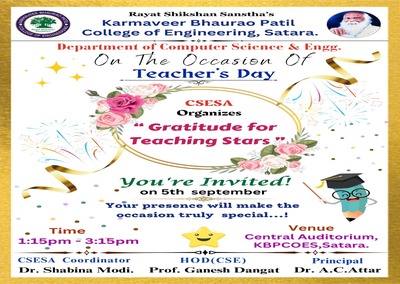 Rayat Shikshan Sanstha's
Karmaveer Bhaurao Patil
College of Engineering, Satara.
Department of Computer Science & Engg.
On The Occasion Of
Teacher's Day
CSESA
Organizes
“ Gratitude for
Teaching Stars ”
You're Invited!
on 5th september
Your presence will make the
occasion truly special...!
Time
1:15pm - 3:15pm
Venue
Central Auditorium,
KBPCOES,Satara.
CSESA Coordinator
Dr. Shabina Modi.
HOD(CSE)
Prof. Ganesh Dangat
Principal
Dr. A.C.Attar